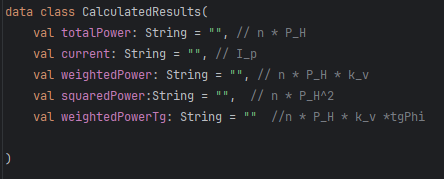 data class CalculatedResults(
    val totalPower: String = "", // n * P_H
    val current: String = "", // I_p
    val weightedPower: String = "", // n * P_H * k_v
    val squaredPower:String = "",  // n * P_H^2
    val weightedPowerTg: String = ""  //n * P_H * k_v *tgPhi
)